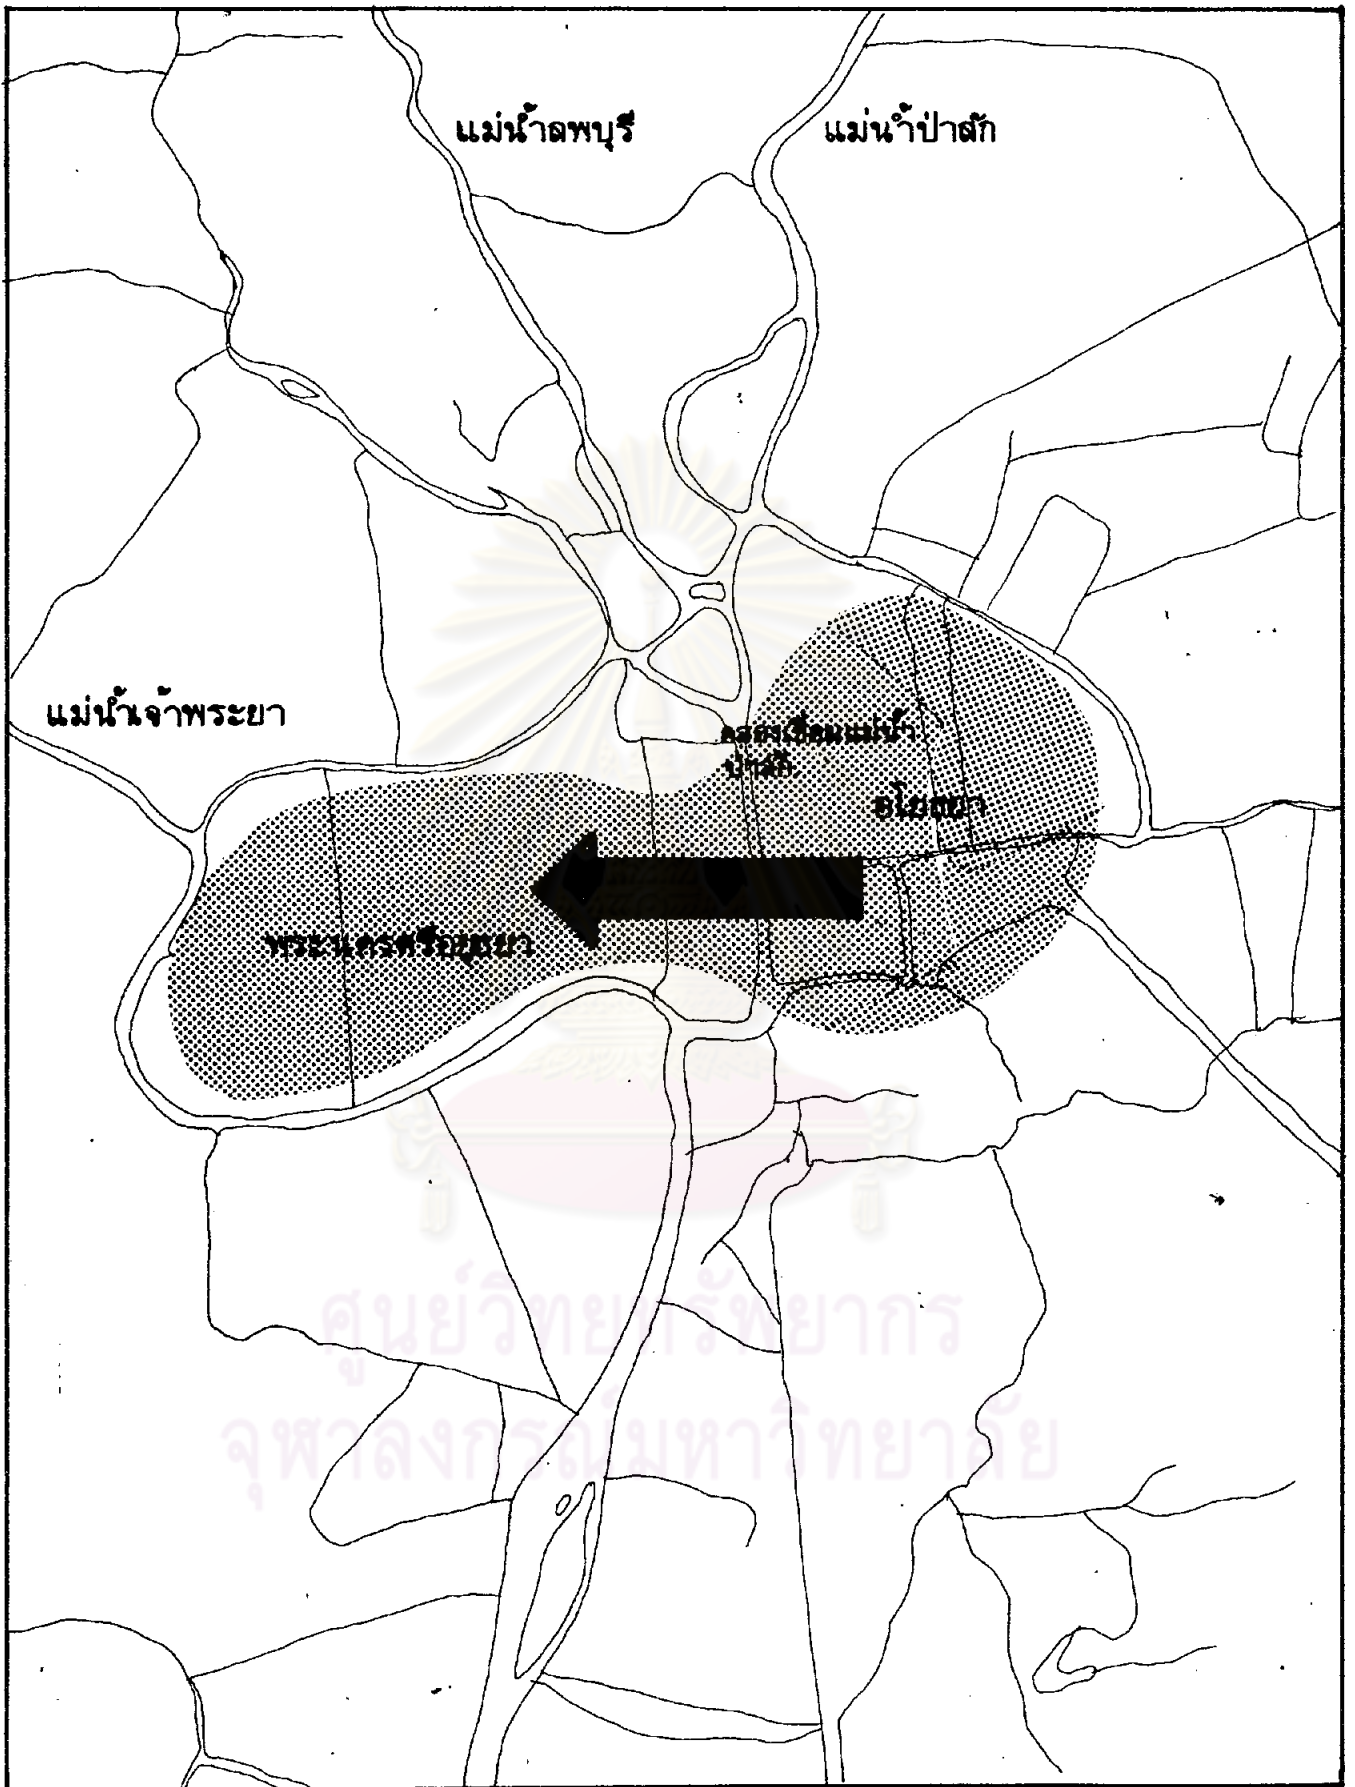 แม่น้ำลพบุรี
แม่น้ำป่าสัก
แม่น้ำเจ้าพระยา
คลองเชื่อมแม่น้ำ
ป่าสัก
อโยธยา
พระนครศรีอยุธยา
ศูนย์วิทยทรัพยากร
จุฬาลงกรณ์มหาวิทยาลัย